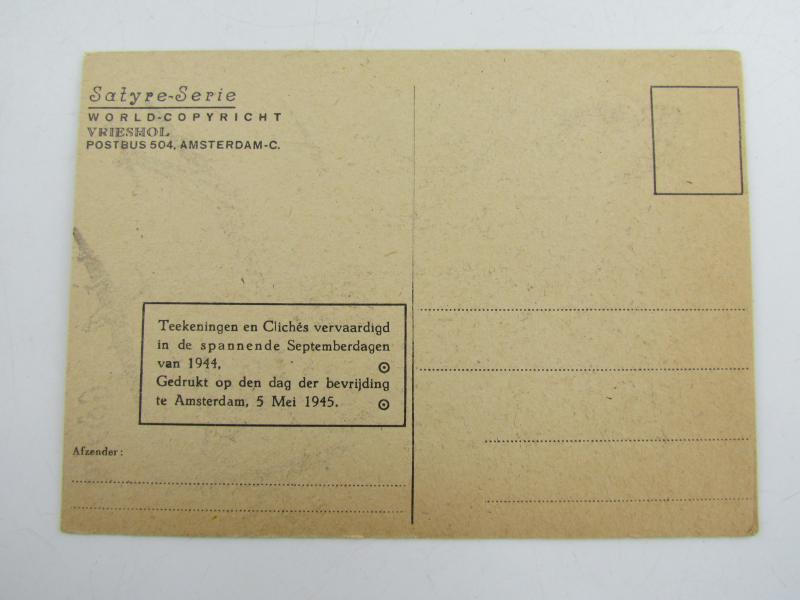 Satyre-Serie
WORLD-COPYRIGHT
VRIESHOL
POSTBUS 504, AMSTERDAM-C.
Teekeningen en Clichés vervaardigd
in de spannende Septemberdagen
van 1944.
Gedrukt op den dag der bevrijding
te Amsterdam, 5 Mei 1945.
Afzender: